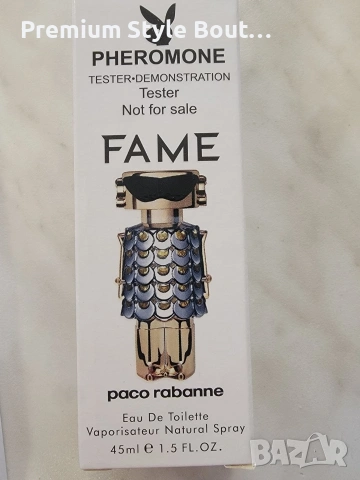 Premium Style Bout...
PHEROMONE
TESTER•DEMONSTRATION
Tester
Not for sale
FAME
paco rabanne
Eau De Toilette
Vaporisateur Natural Spray
45ml e 1.5 FL.OZ.
BAZAR